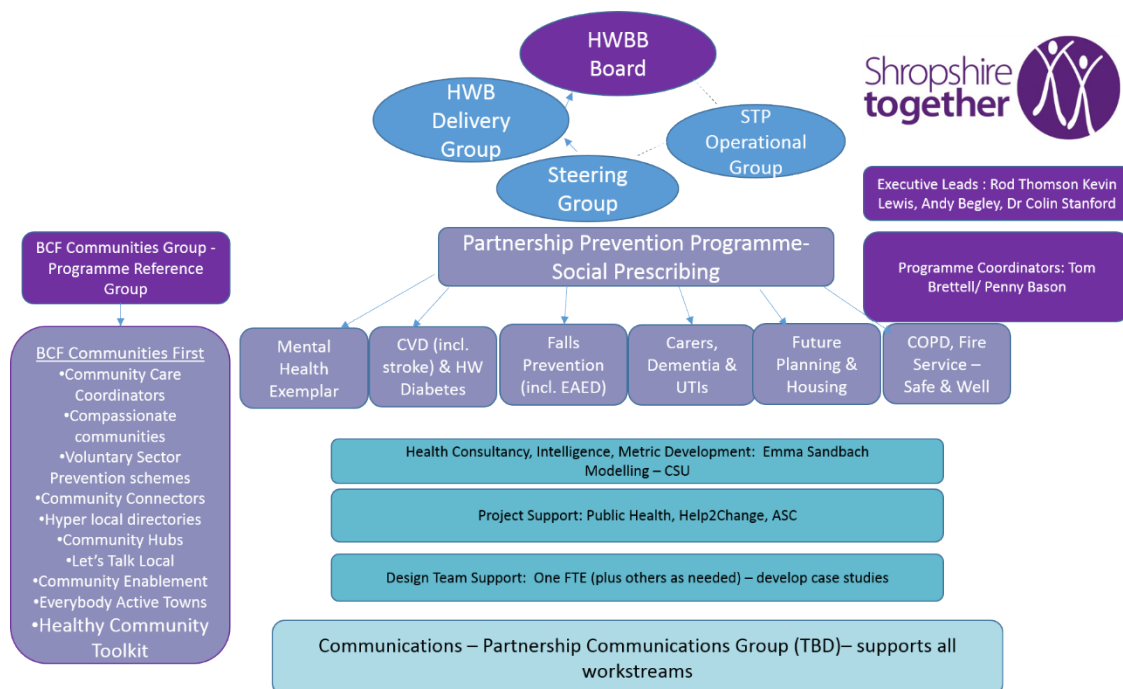 HWBB
Board
HWB
Delivery
Group
STP
Operational
Group
Steering
Group
Shropshire
together
Executive Leads : Rod Thomson Kevin
Lewis, Andy Begley, Dr Colin Stanford
Programme Coordinators: Tom
Brettell/ Penny Bason
BCF Communities Group -
Programme Reference
Group
Partnership Prevention Programme-
Social Prescribing
BCF Communities First
•Community Care
Coordinators
•Compassionate
communities
•Voluntary Sector
Prevention schemes
•Community Connectors
•Hyper local directories
•Community Hubs
•Let's Talk Local
•Community Enablement
•Everybody Active Towns
•Healthy Community
Toolkit
Mental
Health
Exemplar
CVD (incl.
stroke) & HW
Diabetes
Falls
Prevention
(incl. EAED)
Carers,
Dementia &
UTIs
Future
Planning &
Housing
COPD, Fire
Service –
Safe & Well
Health Consultancy, Intelligence, Metric Development: Emma Sandbach
Modelling – CSU
Project Support: Public Health, Help2Change, ASC
Design Team Support: One FTE (plus others as needed) – develop case studies
Communications – Partnership Communications Group (TBD)– supports all
workstreams